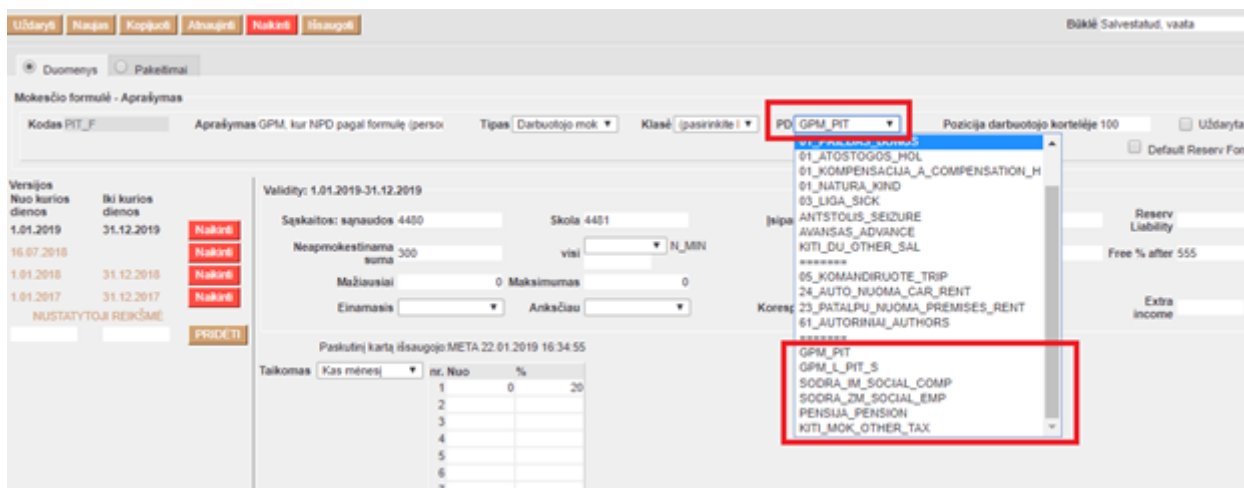 Uždaryti Naujas Kopijuoti Atnaujinti Naikinti Išsaugoti Būklė Salvestatud, vaata
Duomenys Pakeitimai
Mokesčio formulė - Aprašymas
Kodas PIT_F Aprašymas GPM, kur NPD pagal formulę (person Tipas Darbuotojo mok Klasė (pasirinkite PD GPM_PIT Pozicija darbuotojo kortelėje 100 Uždaryta
Default Reserv For
01_ATOSTOGOS_HOL
01_KOMPENSACIJA_A_COMPENSATION_H
01_NATURA_KIND
03_LIGA_SICK
ANTSTOLIS_SEIZURE
AVANSAS_ADVANCE
KITI_DU_OTHER_SAL
=======
05_KOMANDIRUOTE_TRIP
24_AUTO_NUOMA_CAR_RENT
23_PATALPU_NUOMA_PREMISES_RENT
61_AUTORINIAI_AUTHORS
=======
GPM_PIT
GPM_L_PIT_S
SODRA_IM_SOCIAL_COMP
SODRA_ZM_SOCIAL_EMP
PENSIJA_PENSION
KITI_MOK_OTHER_TAX
Versijos
Nuo kurios dienos Iki kurios dienos
1.01.2019 31.12.2019 Naikinti
16.07.2018 Naikinti
1.01.2018 31.12.2018 Naikinti
1.01.2017 31.12.2017 Naikinti
NUSTATYTOJI REIKŠMĖ
PRIDĖTI
Validity: 1.01.2019-31.12.2019
Sąskaitos: sąnaudos 4480 Skola 4481 Įsipa Reserv Liability
Neapmokestinama suma 300 visi N_MIN Free % after 555
Mažiausiai 0 Maksimumas 0
Einamasis Anksčiau Koresp Extra income
Paskutinį kartą išsaugojo:META 22.01.2019 16:34:55
Taikomas Kas mėnesį nr. Nuo %
1 0 20
2
3
4
5
6